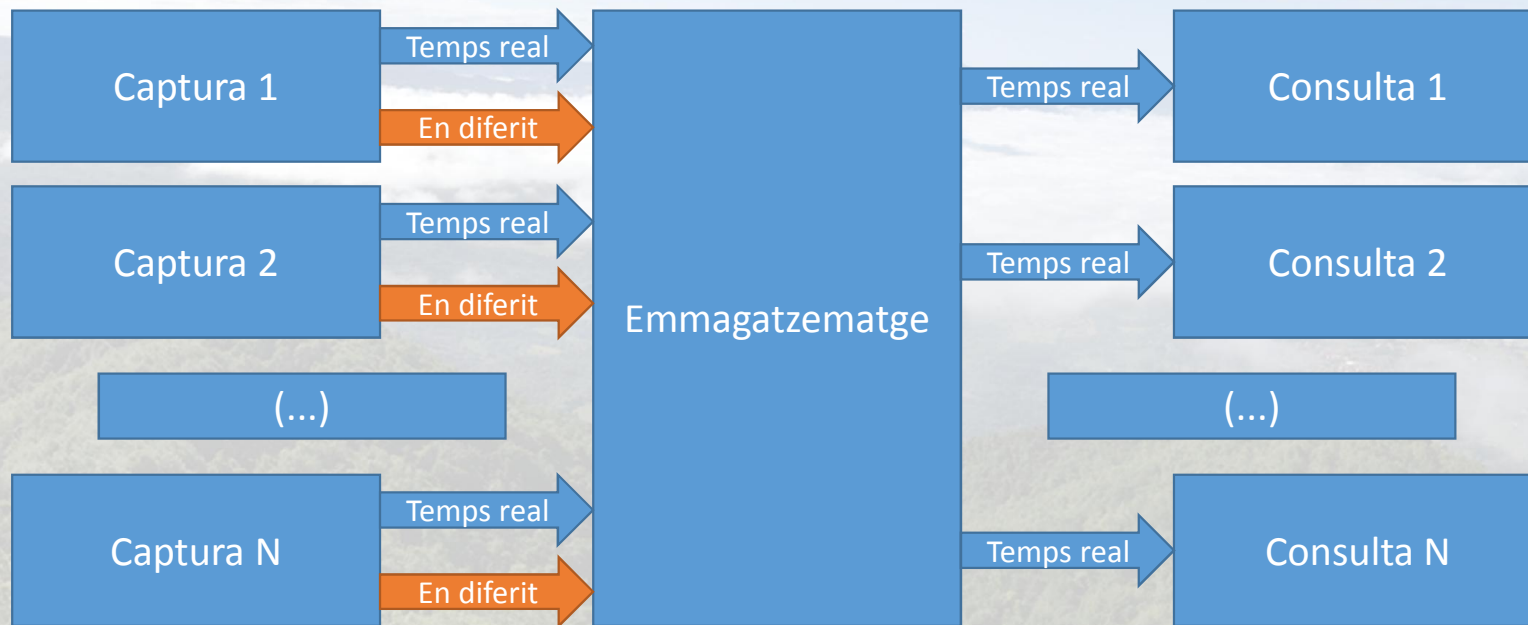 Captura 1
Temps real
En diferit
Captura 2
Temps real
En diferit
(...)
Captura N
Temps real
En diferit
Emmagatzematge
Temps real
Consulta 1
Temps real
Consulta 2
(...)
Temps real
Consulta N